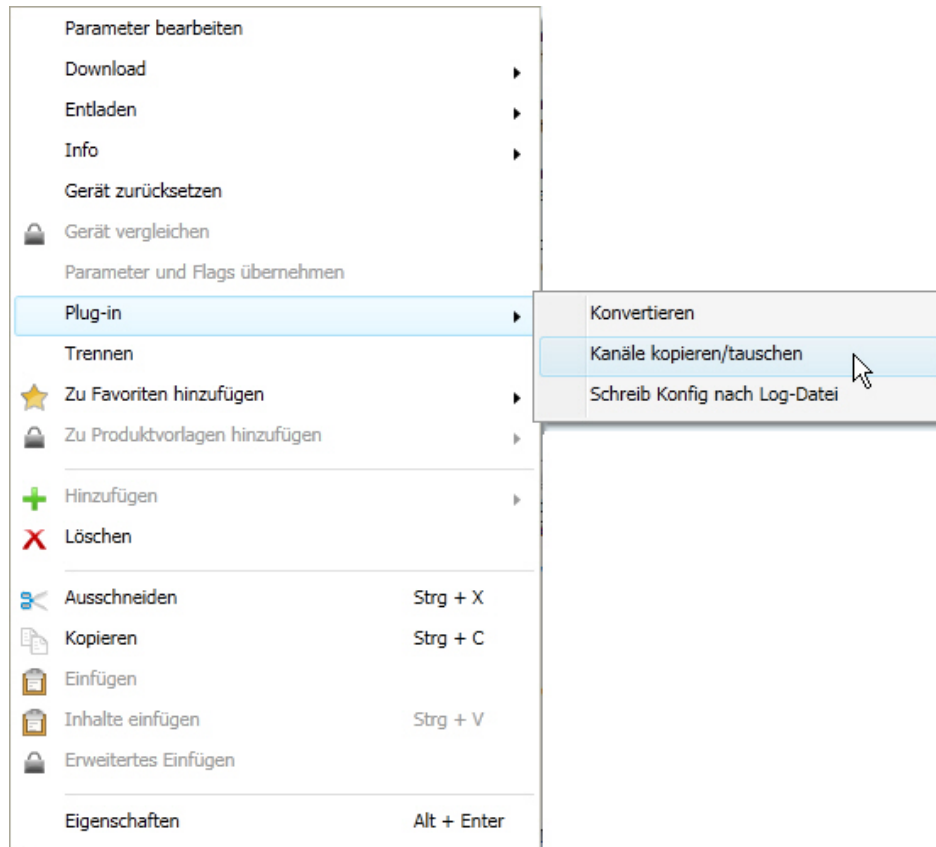 Parameter bearbeiten
Download
Entladen
Info
Gerät zurücksetzen
Gerät vergleichen
Parameter und Flags übernehmen
Plug-in
Konvertieren
Trennen
Kanäle kopieren/tauschen
Zu Favoriten hinzufügen
Schreib Konfig nach Log-Datei
Zu Produktvorlagen hinzufügen
Hinzufügen
Löschen
Ausschneiden Strg + X
Kopieren Strg + C
Einfügen
Inhalte einfügen Strg + V
Erweitertes Einfügen
Eigenschaften Alt + Enter